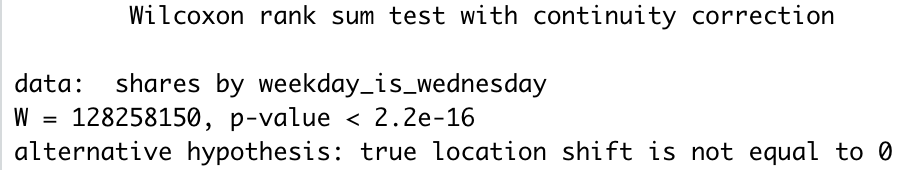 Wilcoxon rank sum test with continuity correction
data:  shares by weekday_is_wednesday
W = 128258150, p-value < 2.2e-16
alternative hypothesis: true location shift is not equal to 0